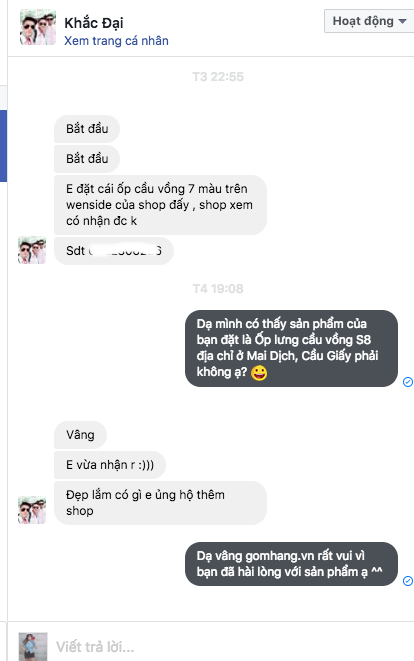 Khắc Đại
Xem trang cá nhân
Hoạt động
T3 22:55
Bắt đầu
Bắt đầu
E đặt cái ốp cầu vồng 7 màu trên
wenside của shop đấy , shop xem
có nhận đc k
Sdt
T4 19:08
Dạ mình có thấy sản phẩm của
bạn đặt là Ốp lưng cầu vồng S8
địa chỉ ở Mai Dịch, Cầu Giấy phải
không ạ? 😀
Vâng
E vừa nhận r :)))
Đẹp lắm có gì e ủng hộ thêm
shop
Dạ vâng gomhang.vn rất vui vì
bạn đã hài lòng với sản phẩm ạ ^^
Viết trả lời...